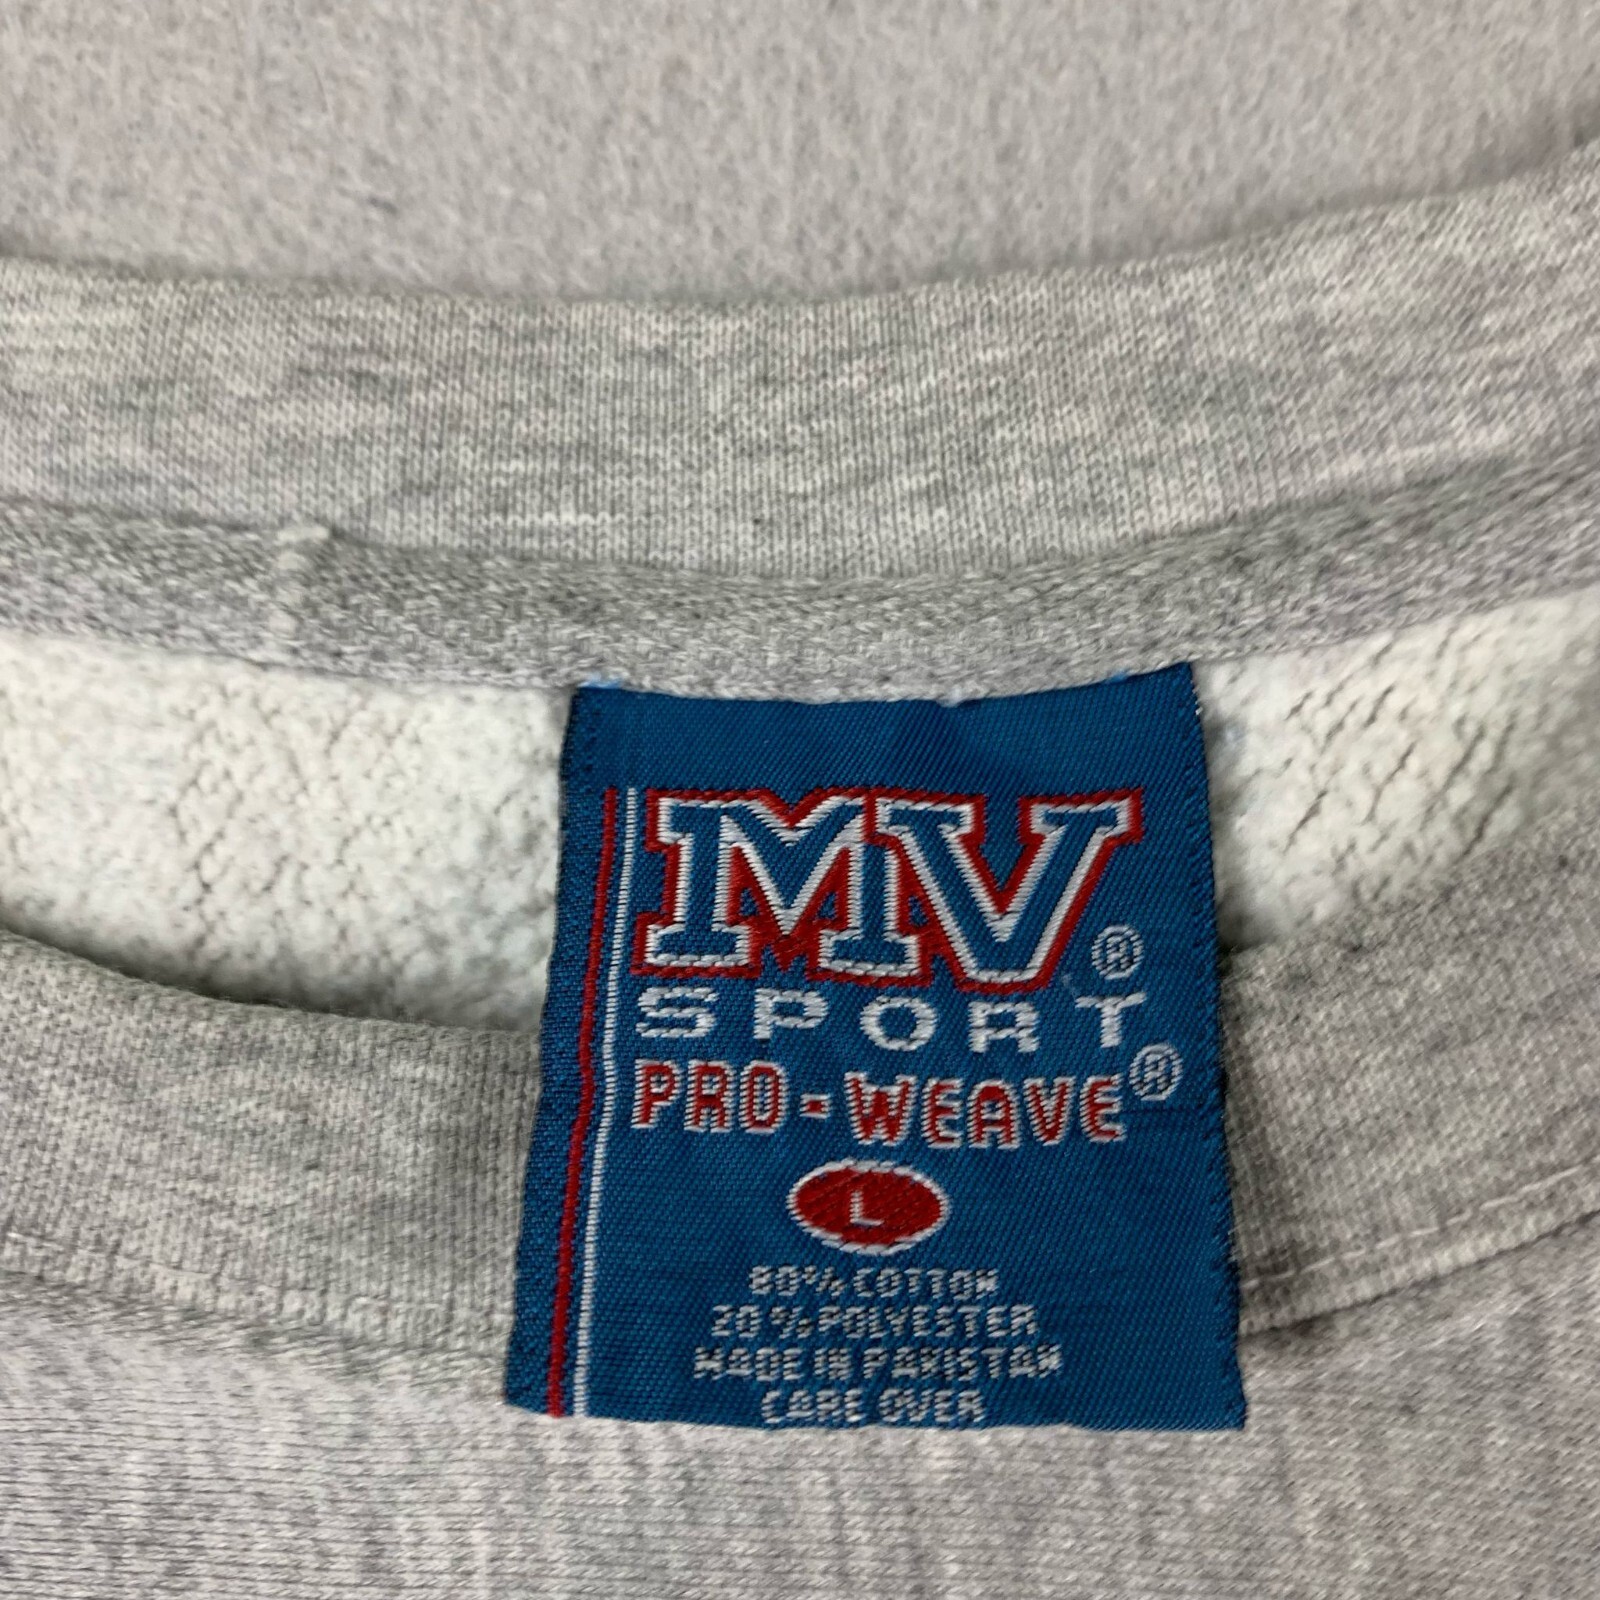 MV®
SPORT
PRO-WEAVE®
L
80% COTTON
20% POLYESTER
MADE IN PAKISTAN
CARE OVER